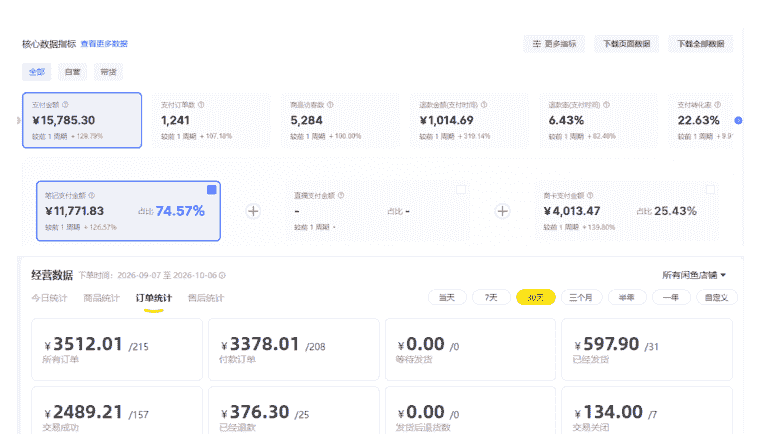 核心数据指标 查看更多数据 更多指标 下载页面数据 下载全部数据
全部 自营 带货
支付金额 支付订单数 商品访客数 退款金额(支付时间) 退款率(支付时间) 支付转化率
¥15,785.30 1,241 5,284 ¥1,014.69 6.43% 22.63%
较前 1 周期 +129.79% 较前 1 周期 +107.18% 较前 1 周期 较前 1 周期 +319.14% 较前 1 周期 +82.48% 较前 1 周期 +9.9
笔记支付金额 直播支付金额 商卡支付金额
¥11,771.83 占比 74.57% - 占比 - ¥4,013.47 占比 25.43%
较前 1 周期 +126.57% 较前 1 周期 - 较前 1 周期 +139.80%
经营数据 下单时间: 2026-09-07 至 2026-10-06 所有闲鱼店铺
今日统计 商品统计 订单统计 售后统计 当天 7天 30天 三个月 半年 一年 自定义
¥3512.01 /215 ¥3378.01 /208 ¥0.00 /0 ¥597.90 /31
所有订单 付款订单 等待发货 已经发货
¥2489.21 /157 ¥376.30 /25 ¥0.00 /0 ¥134.00 /7
交易成功 已经退款 发货后退货数 交易关闭